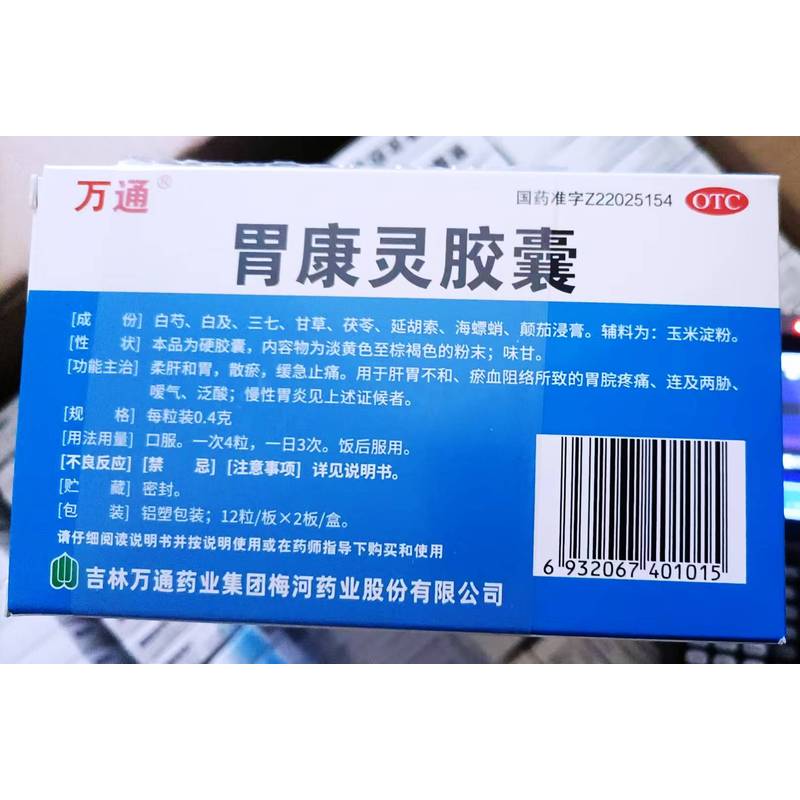 万通®
国药准字Z22025154 OTC
胃康灵胶囊
[成 份] 白芍、白及、三七、甘草、茯苓、延胡索、海螵蛸、颠茄浸膏。辅料为：玉米淀粉。
[性 状] 本品为硬胶囊，内容物为淡黄色至棕褐色的粉末；味甘。
[功能主治] 柔肝和胃，散瘀，缓急止痛。用于肝胃不和、瘀血阻络所致的胃脘疼痛、连及两胁、
嗳气、泛酸；慢性胃炎见上述证候者。
[规 格] 每粒装0.4克
[用法用量] 口服。一次4粒，一日3次。饭后服用。
[不良反应] [禁 忌] [注意事项] 详见说明书。
[贮 藏] 密封。
[包 装] 铝塑包装；12粒/板×2板/盒。
请仔细阅读说明书并按说明使用或在药师指导下购买和使用
吉林万通药业集团梅河药业股份有限公司
6 932067 401015